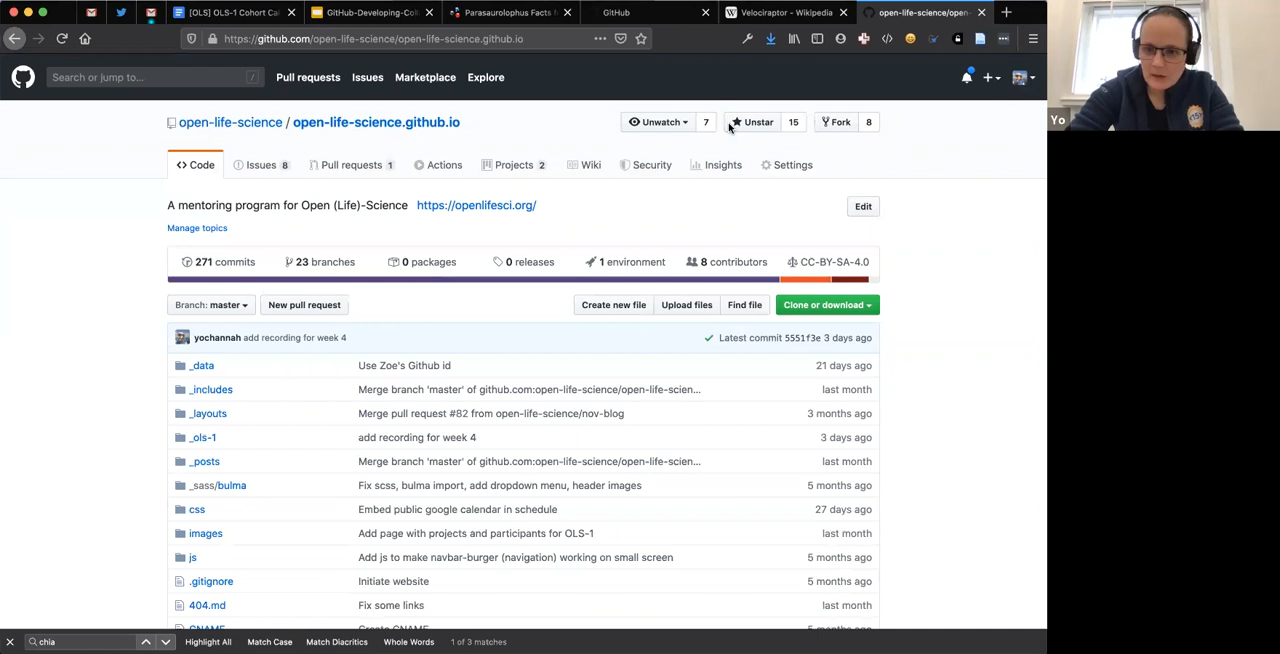 [OLS] OLS-1 Cohort Ca
GitHub-Developing-Col
Parasaurolophus Facts
GitHub
Velociraptor - Wikipedia
open-life-science/open-
https://github.com/open-life-science/open-life-science.github.io
Search or jump to... /
Pull requests Issues Marketplace Explore
Yo
open-life-science / open-life-science.github.io
Unwatch 7 Unstar 15 Fork 8
Code Issues 8 Pull requests 1 Actions Projects 2 Wiki Security Insights Settings
A mentoring program for Open (Life)-Science https://openlifesci.org/ Edit
Manage topics
271 commits 23 branches 0 packages 0 releases 1 environment 8 contributors CC-BY-SA-4.0
Branch: master New pull request Create new file Upload files Find file Clone or download
yochannah add recording for week 4 Latest commit 5551f3e 3 days ago
_data Use Zoe's Github id 21 days ago
_includes Merge branch 'master' of github.com:open-life-science/open-life-scien... last month
_layouts Merge pull request #82 from open-life-science/nov-blog 3 months ago
_ols-1 add recording for week 4 3 days ago
_posts Merge branch 'master' of github.com:open-life-science/open-life-scien... last month
_sass/bulma Fix scss, bulma import, add dropdown menu, header images 5 months ago
css Embed public google calendar in schedule 27 days ago
images Add page with projects and participants for OLS-1 last month
js Add js to make navbar-burger (navigation) working on small screen 5 months ago
.gitignore Initiate website 5 months ago
404.md Fix some links last month
CNAME Create CNAME
chia Highlight All Match Case Match Diacritics Whole Words 1 of 3 matches